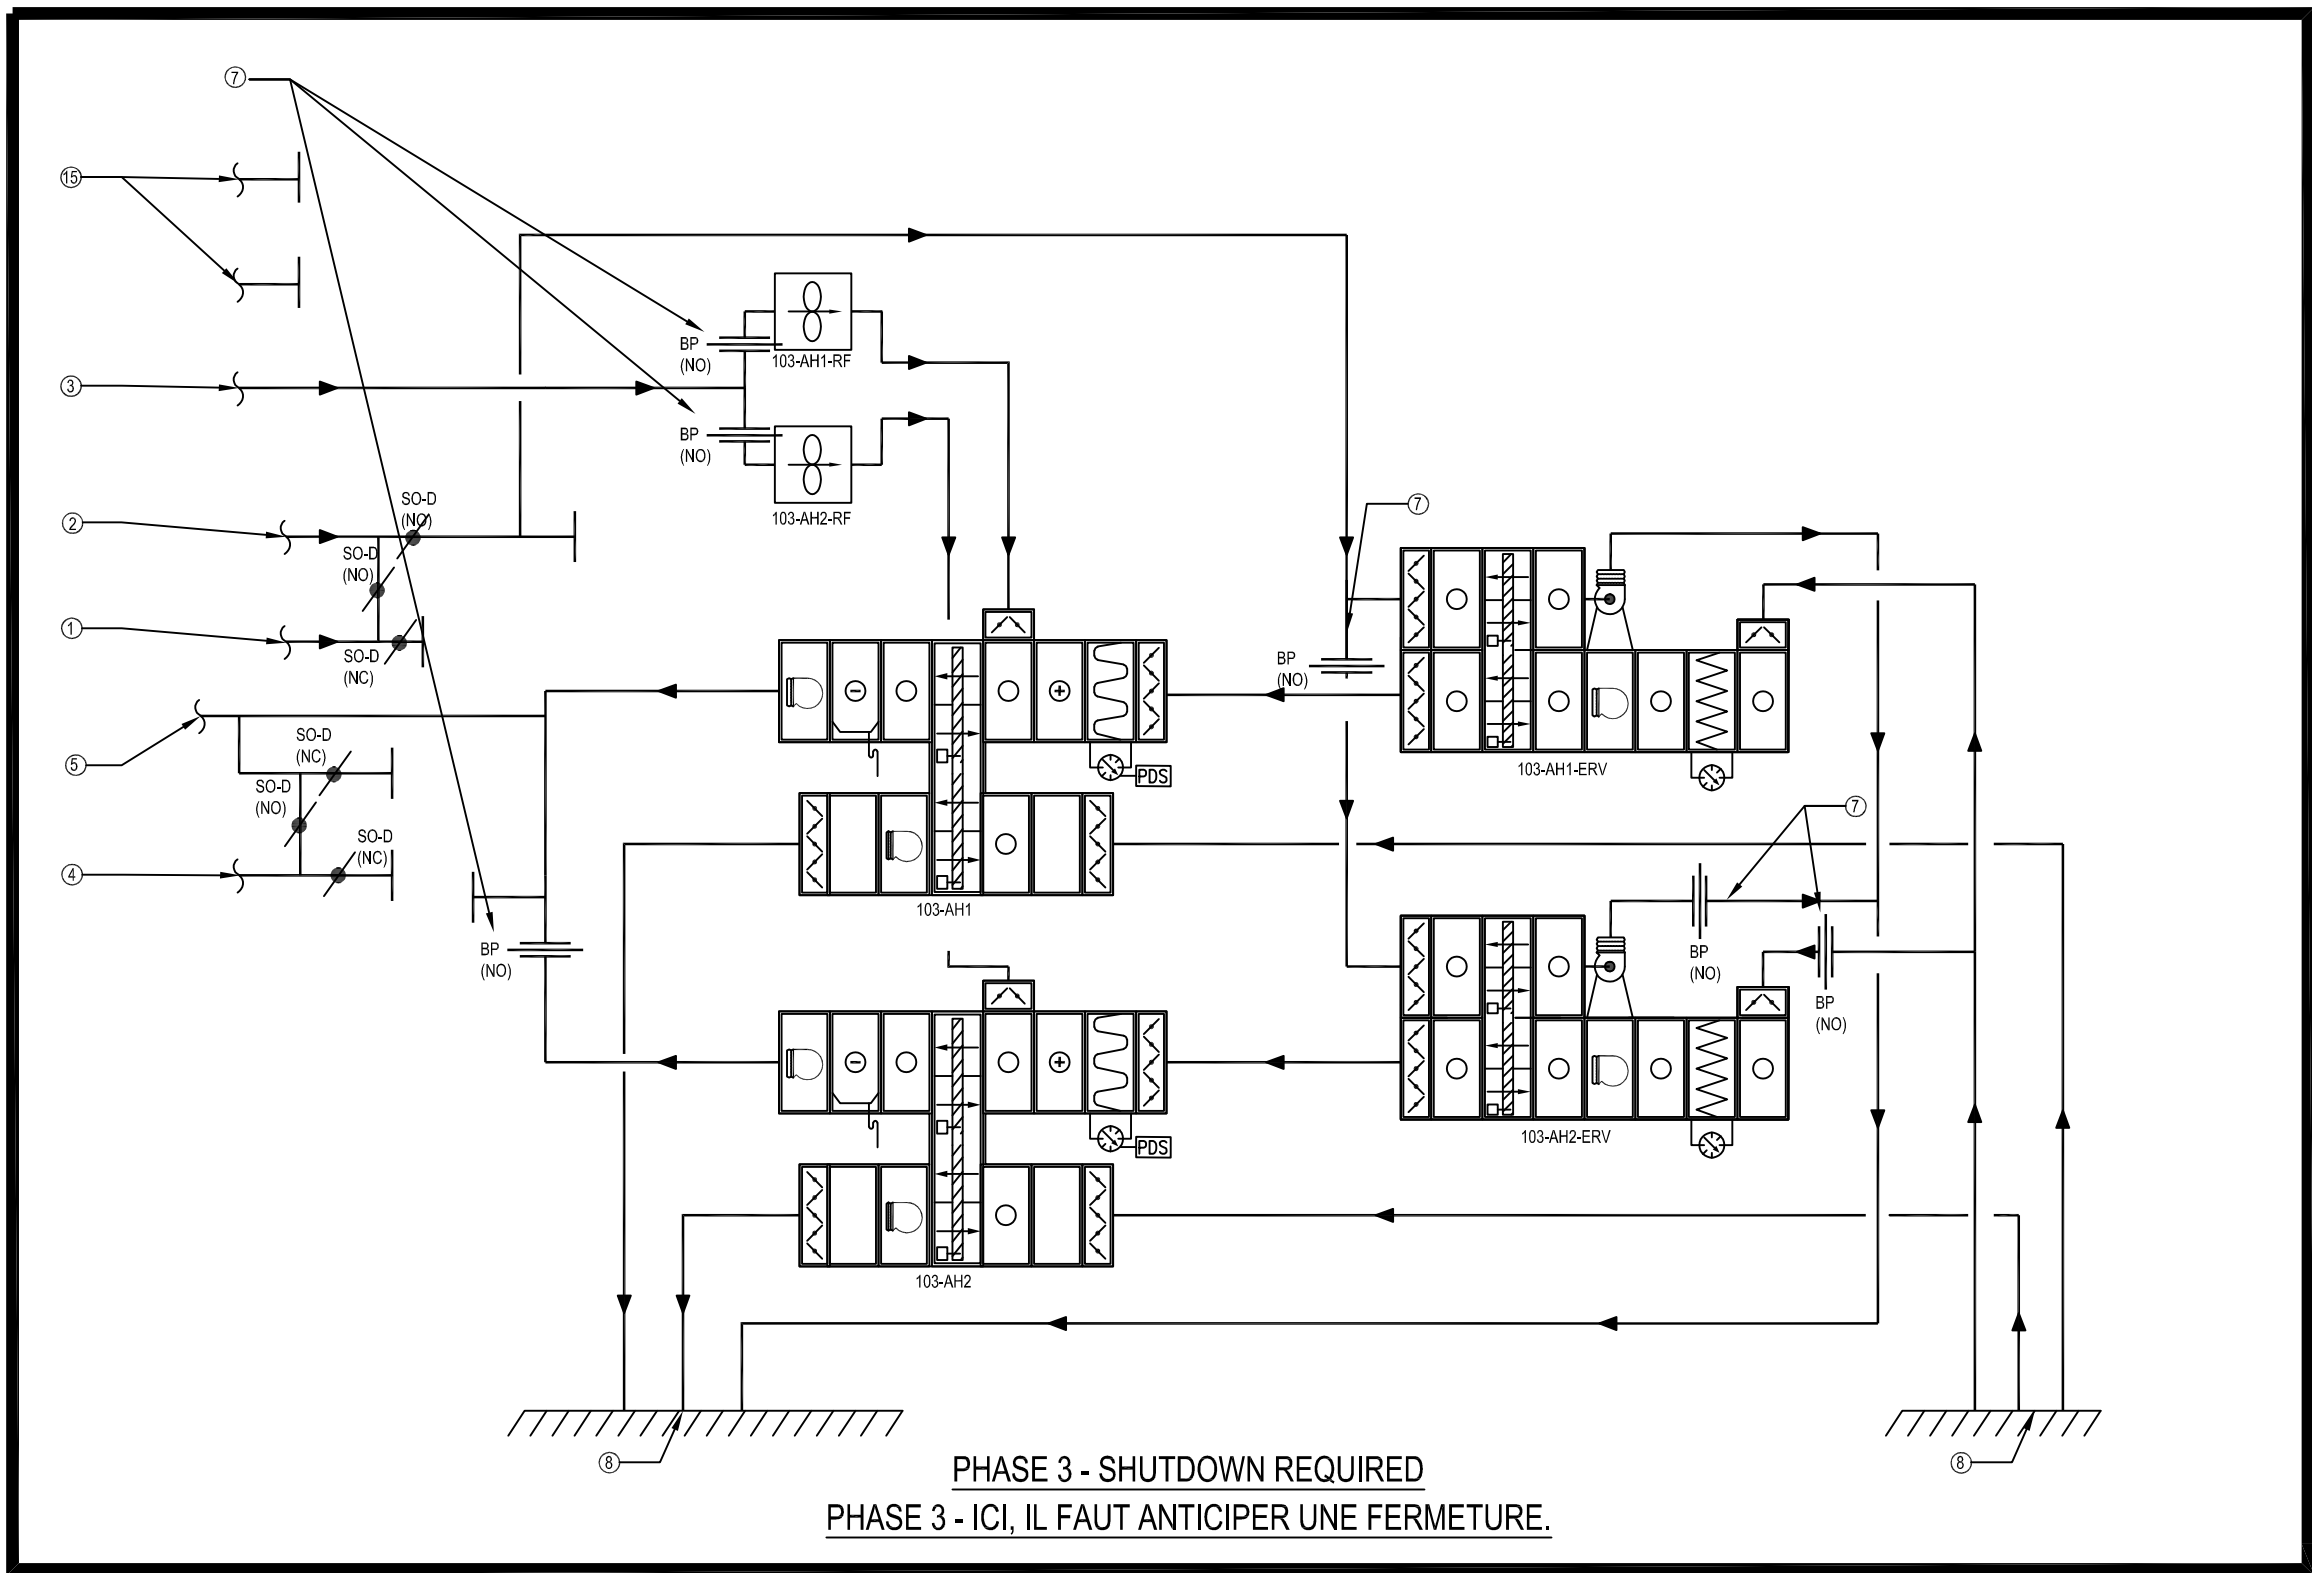 7
15
BP
(NO)
103-AH1-RF
3
BP
(NO)
103-AH2-RF
SO-D
(NO)
2
7
SO-D
(NO)
1
SO-D
(NC)
BP
(NO)
5
SO-D
(NC)
PDS
103-AH1-ERV
SO-D
(NO)
7
SO-D
(NC)
4
103-AH1
BP
(NO)
BP
(NO)
BP
(NO)
PDS
103-AH2-ERV
103-AH2
8
8
PHASE 3 - SHUTDOWN REQUIRED
PHASE 3 - ICI, IL FAUT ANTICIPER UNE FERMETURE.